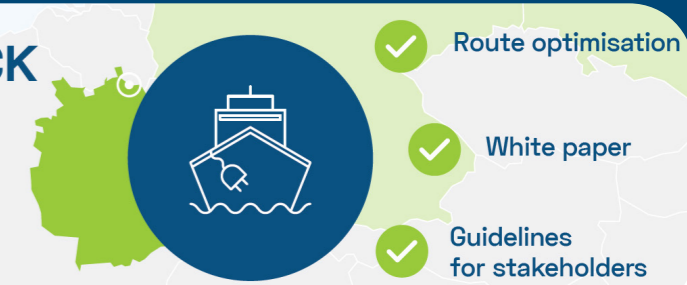 CK
Route optimisation
White paper
Guidelines
for stakeholders